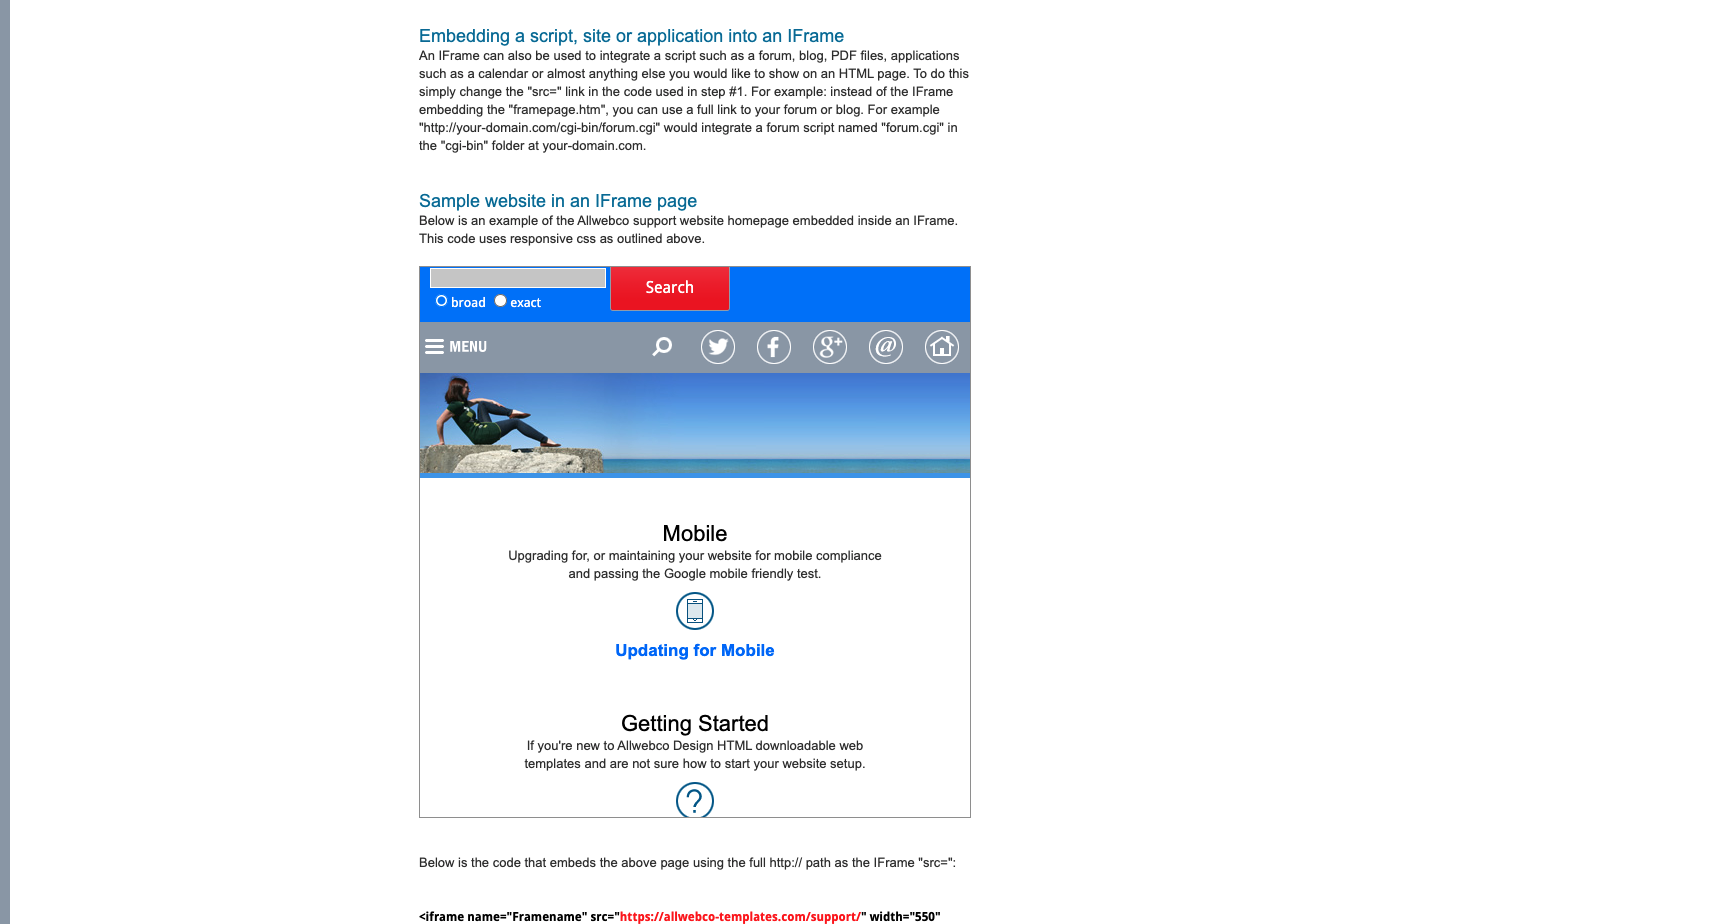 Embedding a script, site or application into an IFrame
An IFrame can also be used to integrate a script such as a forum, blog, PDF files, applications
such as a calendar or almost anything else you would like to show on an HTML page. To do this
simply change the "src=" link in the code used in step #1. For example: instead of the IFrame
embedding the "framepage.htm", you can use a full link to your forum or blog. For example
"http://your-domain.com/cgi-bin/forum.cgi" would integrate a forum script named "forum.cgi" in
the "cgi-bin" folder at your-domain.com.
Sample website in an IFrame page
Below is an example of the Allwebco support website homepage embedded inside an IFrame.
This code uses responsive css as outlined above.
Search
broad exact
MENU
Mobile
Upgrading for, or maintaining your website for mobile compliance
and passing the Google mobile friendly test.
Updating for Mobile
Getting Started
If you're new to Allwebco Design HTML downloadable web
templates and are not sure how to start your website setup.
Below is the code that embeds the above page using the full http:// path as the IFrame "src=":
<iframe name="Framename" src="https://allwebco-templates.com/support/" width="550"